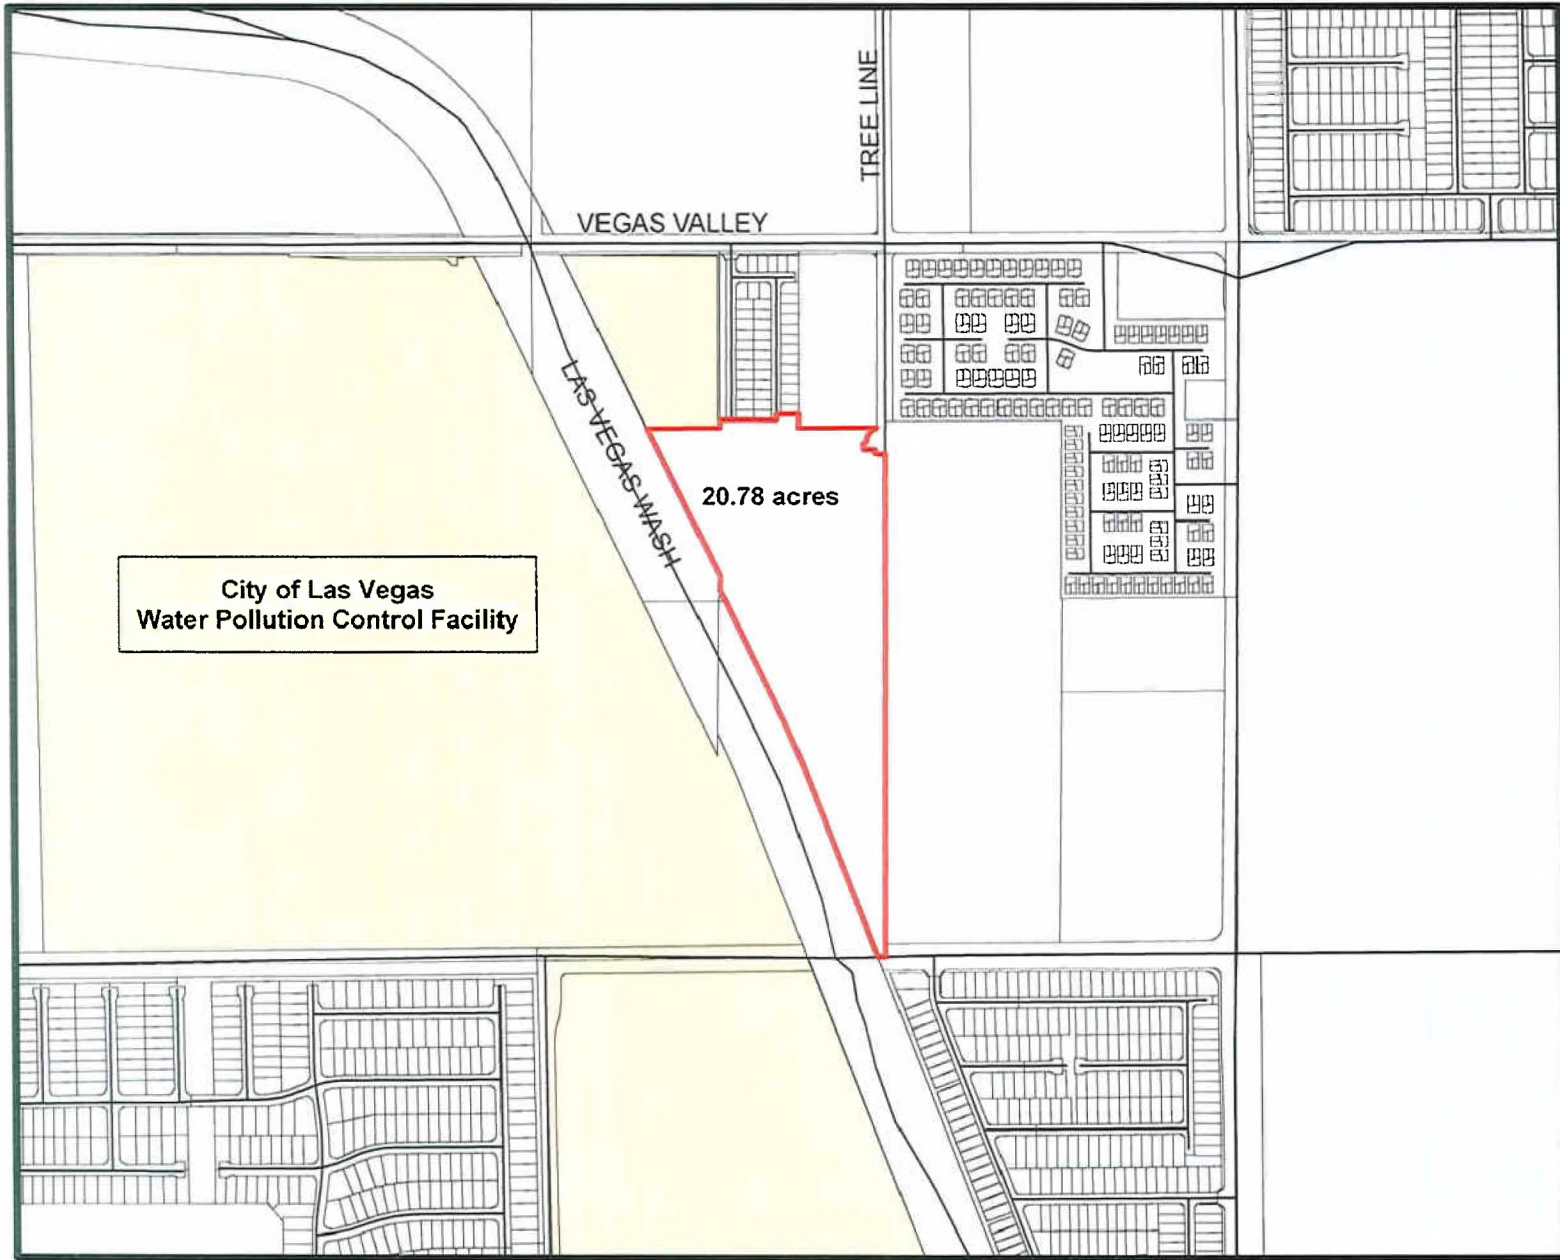 TREE LINE
VEGAS VALLEY
LAS VEGAS WASH
20.78 acres
City of Las Vegas
Water Pollution Control Facility